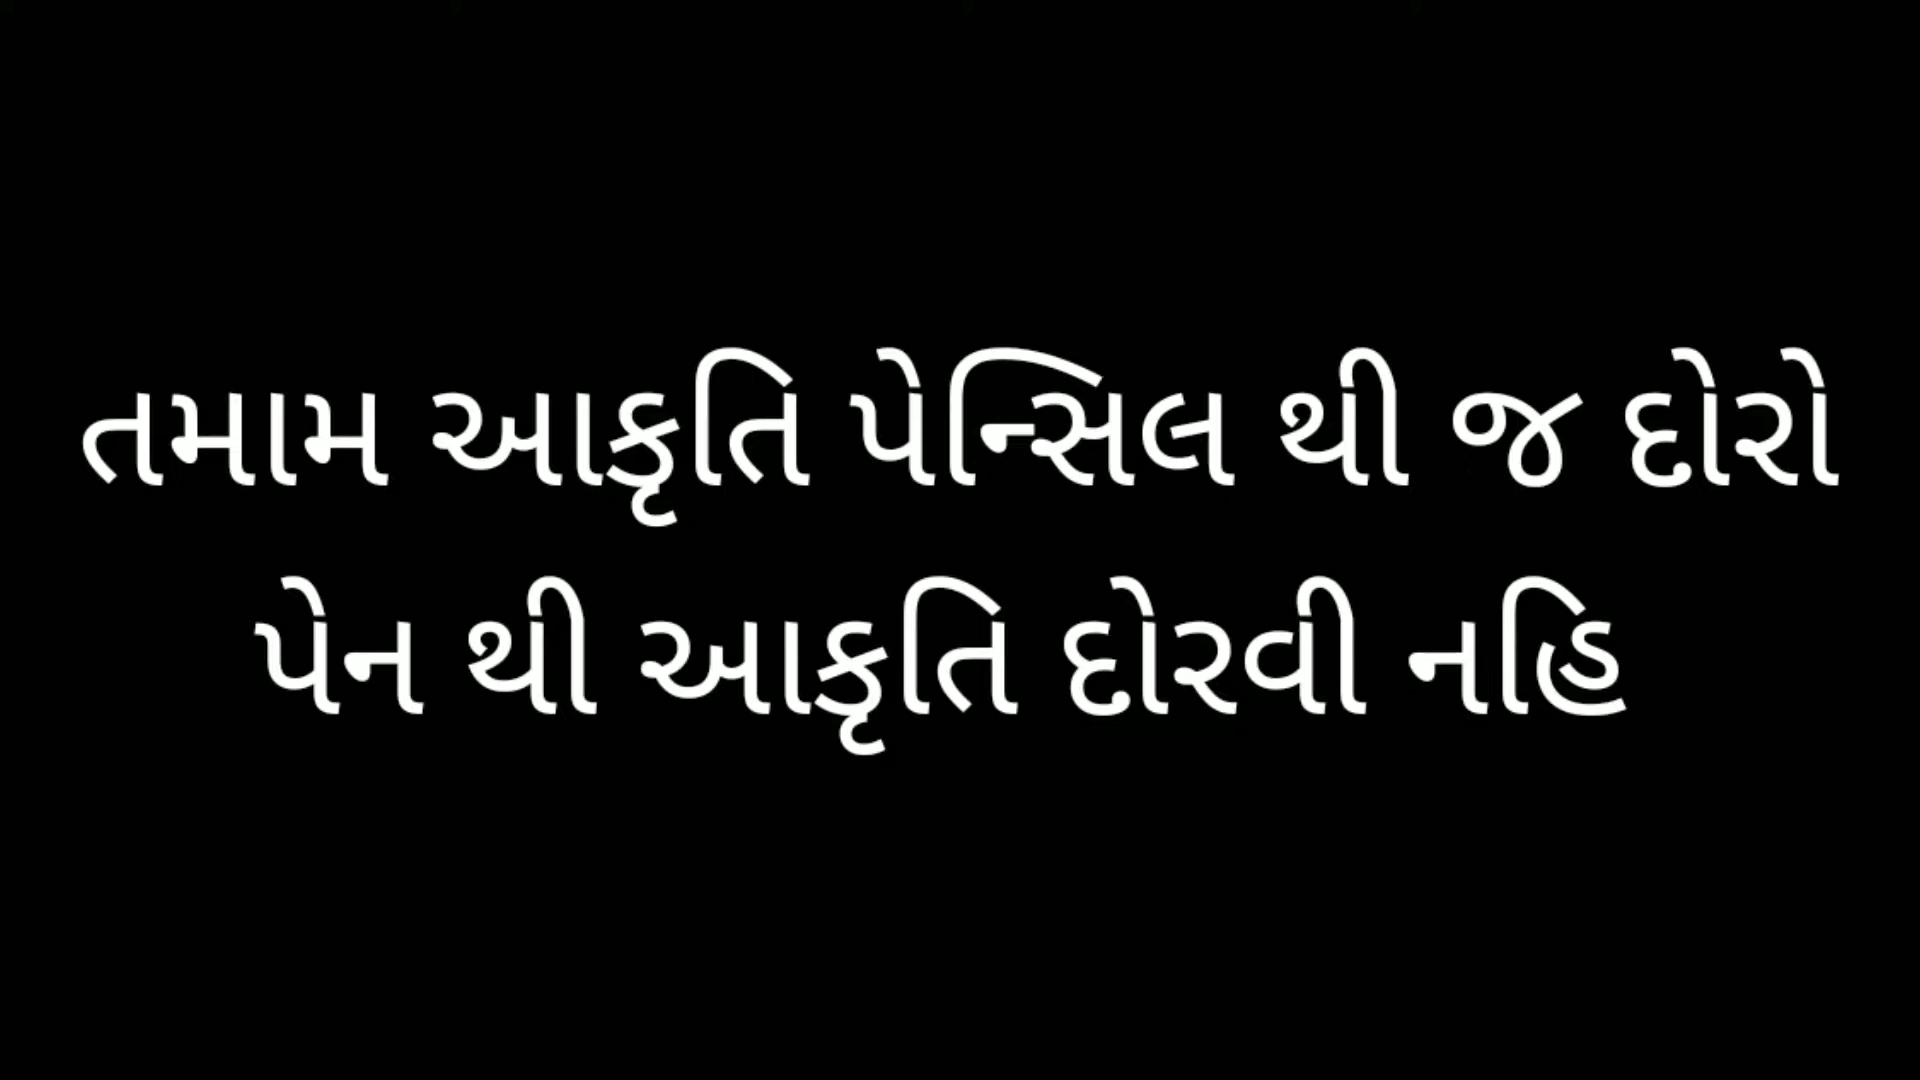 તમામ આકૃતિ પેન્સિલ થી જ દોરો
પેન થી આકૃતિ દોરવી નહિ